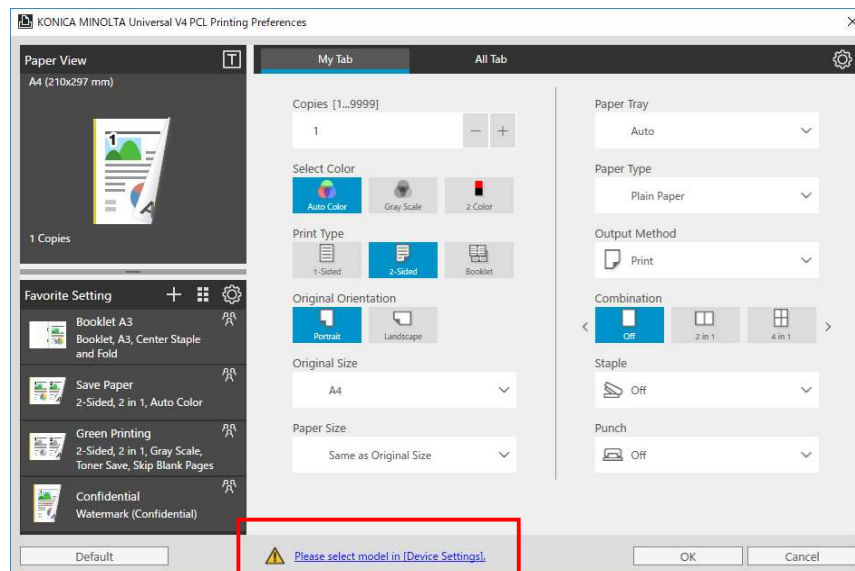 KONICA MINOLTA Universal V4 PCL Printing Preferences
Paper View
T
A4 (210x297 mm)
1
1 Copies
Favorite Setting
Booklet A3
Booklet, A3, Center Staple
and Fold
Save Paper
2-Sided, 2 in 1, Auto Color
Green Printing
2-Sided, 2 in 1, Gray Scale,
Toner Save, Skip Blank Pages
Confidential
Watermark (Confidential)
My Tab
All Tab
Copies [1...9999]
1
Select Color
Auto Color
Gray Scale
2 Color
Print Type
1-Sided
2-Sided
Booklet
Original Orientation
Portrait
Landscape
Original Size
A4
Paper Size
Same as Original Size
Paper Tray
Auto
Paper Type
Plain Paper
Output Method
Print
Combination
Off
2 in 1
4 in 1
Staple
Off
Punch
Off
Default
Please select model in [Device Settings].
OK
Cancel